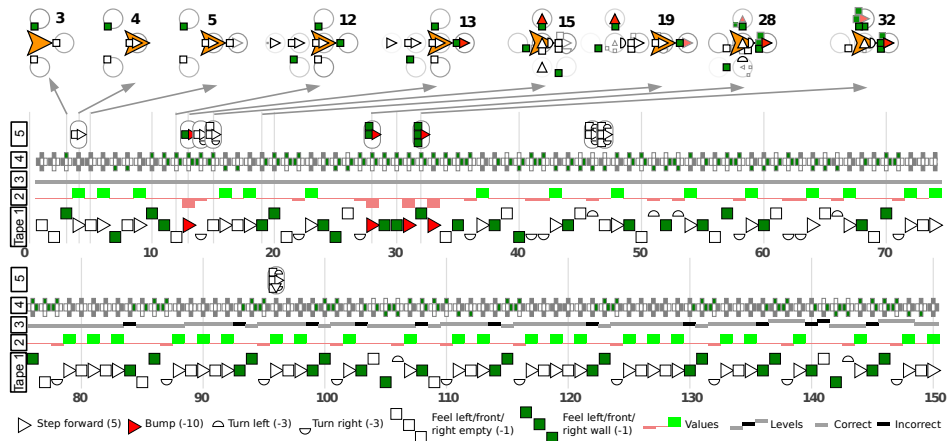 3 4 5 12 13 15 19 28 32
5
4
3
2
Tape 1
0 10 20 30 40 50 60 70
5
4
3
2
Tape 1
80 90 100 110 120 130 140 150
Step forward (5) Bump (-10) Turn left (-3) Turn right (-3) Feel left/front/ right empty (-1) Feel left/front/ right wall (-1) Values Levels Correct Incorrect